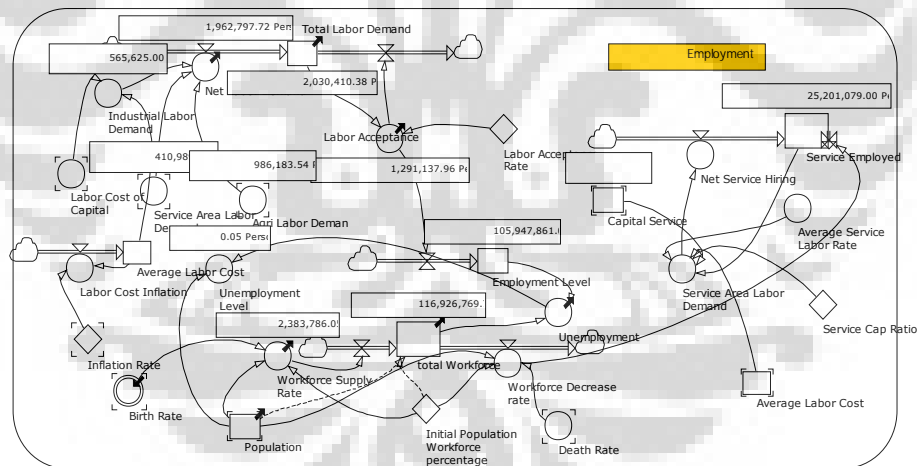 1,962,797.72 Per
Total Labor Demand
565,625.00
Employment
Net
2,030,410.38 P
25,201,079.00 Pe
Industrial Labor
Demand
Labor Acceptance
Labor Accep
Rate
Service Employed
410,98
986,183.54
1,291,137.96 Pe
Net Service Hiring
Labor Cost of
Capital
Service Area Labor
De
Agri Labor Deman
Capital Service
0.05 Pers
105,947,861.
Average Service
Labor Rate
Average Labor Cost
Labor Cost Inflation
Unemployment
Level
Employment Level
Service Area Labor
Demand
116,926,769.
2,383,786.0
Unemployment
Service Cap Ratio
Inflation Rate
Workforce Supply
Rate
total Workforce
Workforce Decrease
rate
Birth Rate
Average Labor Cost
Population
Initial Population
Workforce
percentage
Death Rate